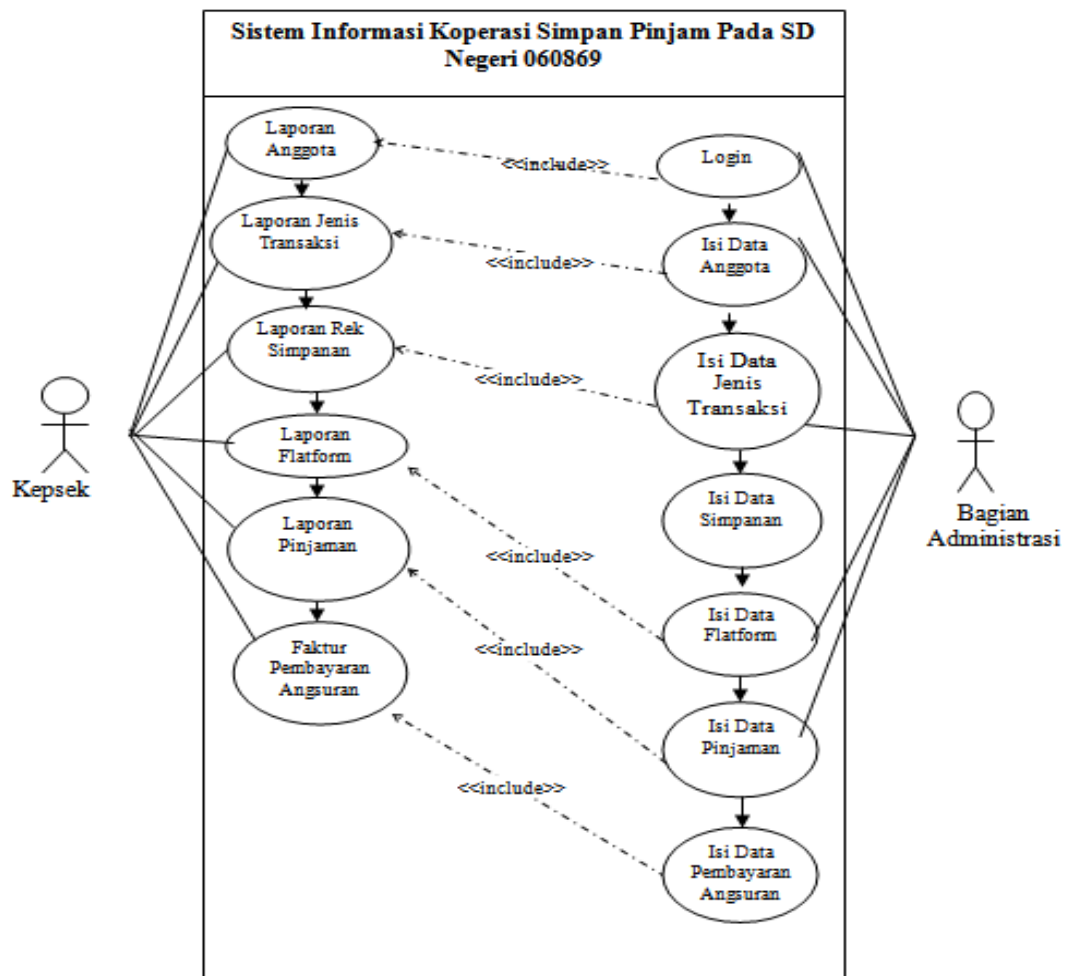 Sistem Informasi Koperasi Simpan Pinjam Pada SD
Negeri 060869
Laporan
Anggota
<<include>>
Login
Laporan Jenis
Transaksi
<<include>>
Isi Data
Anggota
Laporan Rek
Simpanan
<<include>>
Isi Data
Jenis
Transaksi
Kepsek
Laporan
Flatform
Isi Data
Simpanan
Bagian
Administrasi
Laporan
Pinjaman
<<include>>
Isi Data
Flatform
Faktur
Pembayaran
Angsuran
<<include>>
Isi Data
Pinjaman
<<include>>
Isi Data
Pembayaran
Angsuran